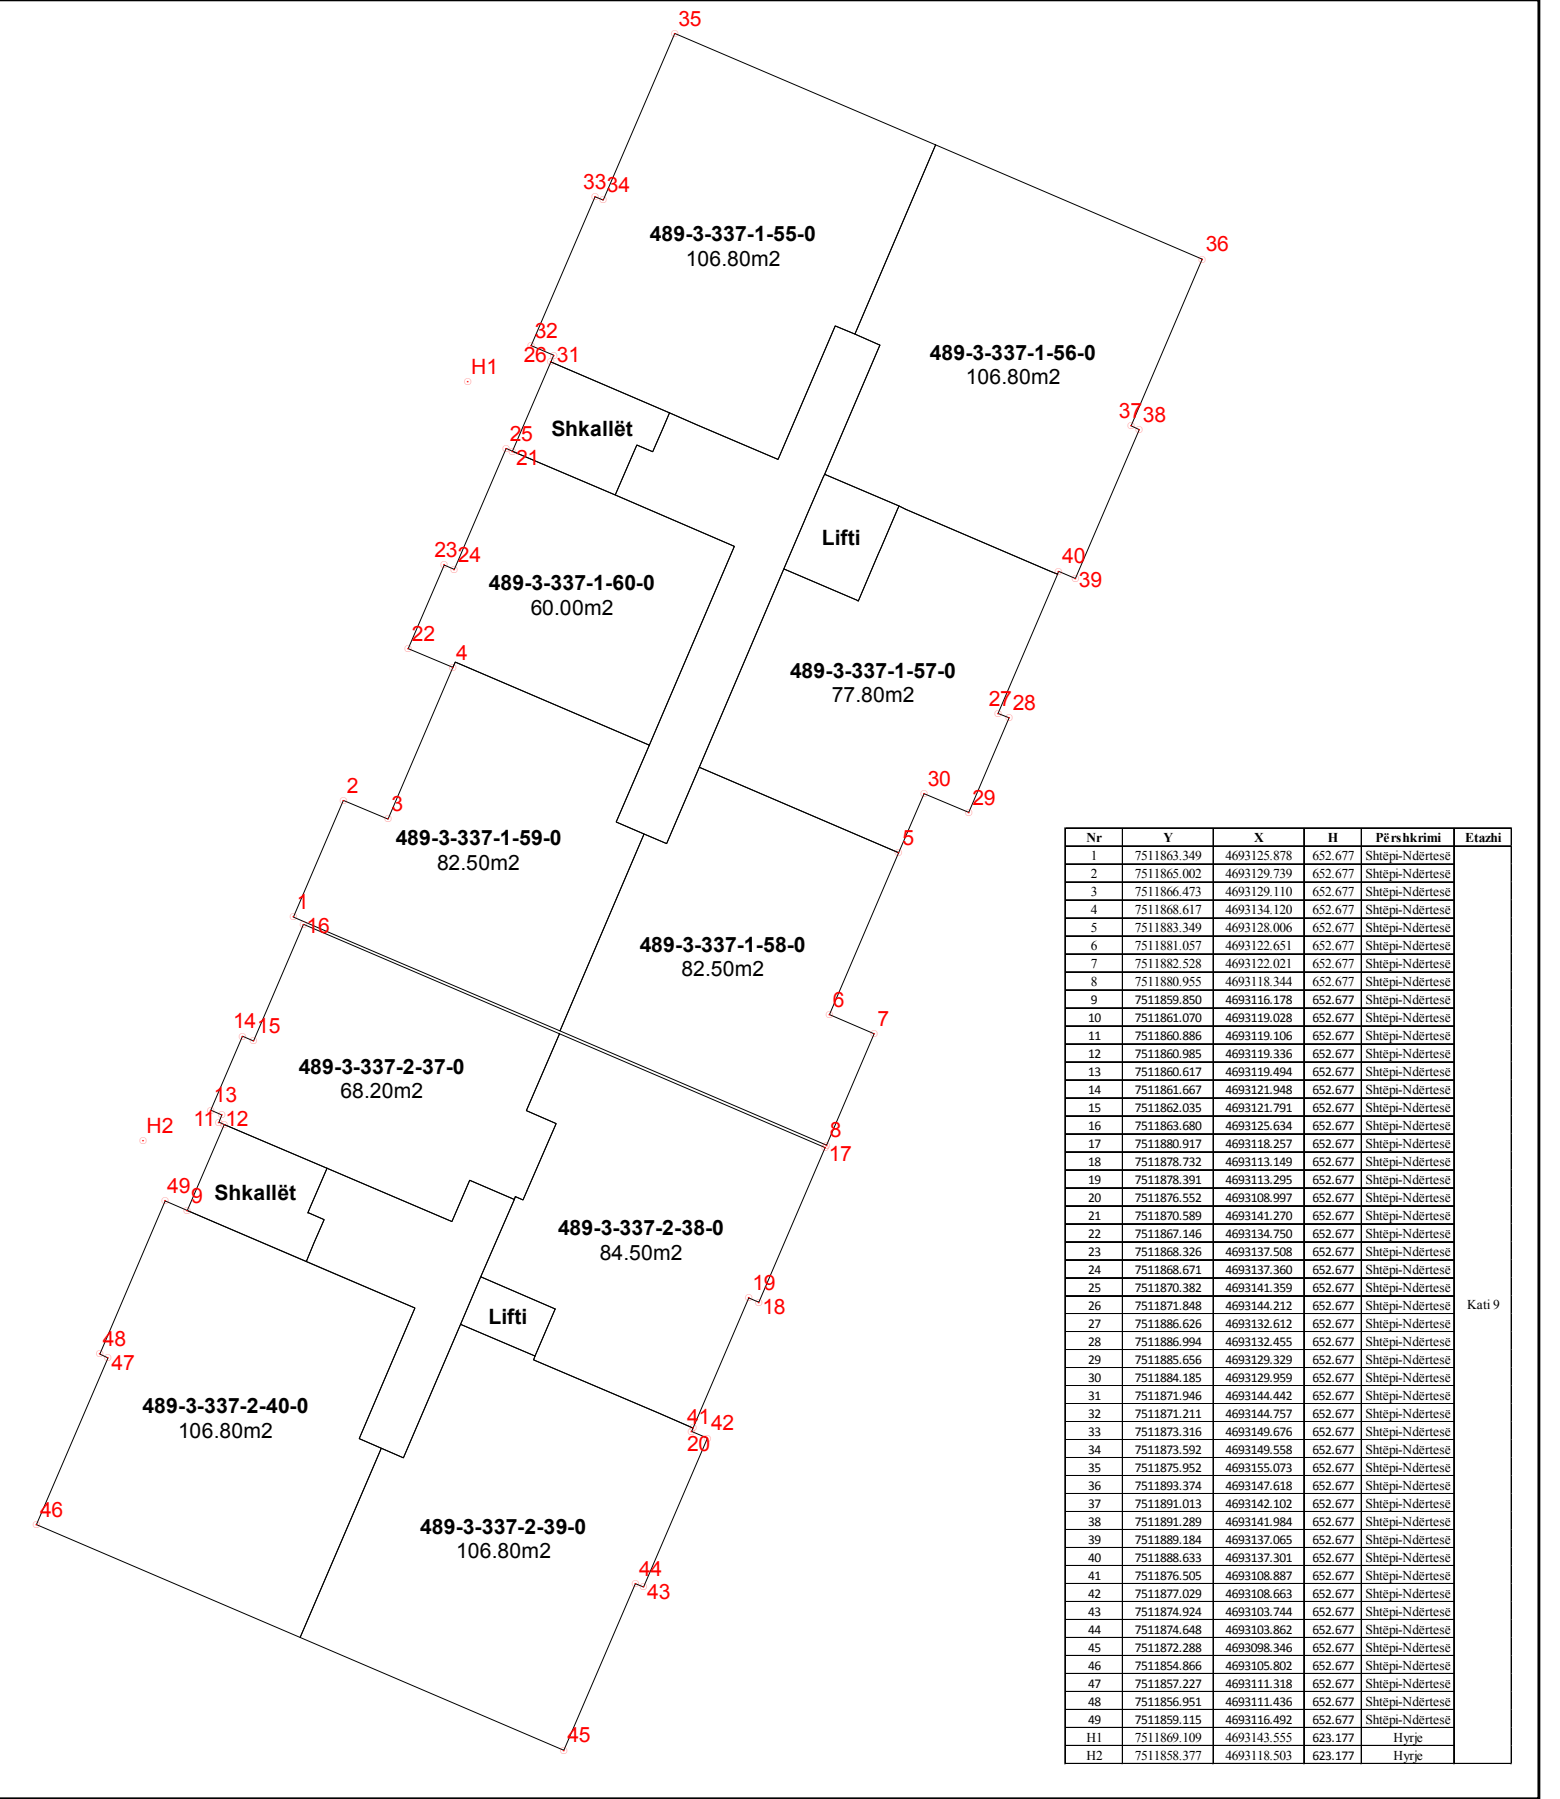 35
36
33 34
489-3-337-1-55-0
106.80m2
32
26 31
H1
489-3-337-1-56-0
106.80m2
37 38
25
Shkallët
21
Lifti
40
39
23 24
489-3-337-1-60-0
60.00m2
22
4
489-3-337-1-57-0
77.80m2
27 28
30
29
2
3
489-3-337-1-59-0
82.50m2
5
1
16
489-3-337-1-58-0
82.50m2
6
7
14 15
489-3-337-2-37-0
68.20m2
13
11 12
H2
8
17
49 9
Shkallët
489-3-337-2-38-0
84.50m2
19
18
Lifti
48
47
489-3-337-2-40-0
106.80m2
41 42
20
46
489-3-337-2-39-0
106.80m2
44
43
45
Nr Y X H Përshkrimi Etazhi
1 7511863.349 4693125.878 652.677 Shtëpi-Ndërtesë
2 7511865.002 4693129.739 652.677 Shtëpi-Ndërtesë
3 7511866.473 4693129.110 652.677 Shtëpi-Ndërtesë
4 7511868.617 4693134.120 652.677 Shtëpi-Ndërtesë
5 7511883.349 4693128.006 652.677 Shtëpi-Ndërtesë
6 7511881.057 4693122.651 652.677 Shtëpi-Ndërtesë
7 7511882.528 4693122.021 652.677 Shtëpi-Ndërtesë
8 7511880.955 4693118.344 652.677 Shtëpi-Ndërtesë
9 7511859.850 4693116.178 652.677 Shtëpi-Ndërtesë
10 7511861.070 4693119.028 652.677 Shtëpi-Ndërtesë
11 7511860.886 4693119.106 652.677 Shtëpi-Ndërtesë
12 7511860.985 4693119.336 652.677 Shtëpi-Ndërtesë
13 7511860.617 4693119.494 652.677 Shtëpi-Ndërtesë
14 7511861.667 4693121.948 652.677 Shtëpi-Ndërtesë
15 7511862.035 4693121.791 652.677 Shtëpi-Ndërtesë
16 7511863.680 4693125.634 652.677 Shtëpi-Ndërtesë
17 7511880.917 4693118.257 652.677 Shtëpi-Ndërtesë
18 7511878.732 4693113.149 652.677 Shtëpi-Ndërtesë
19 7511878.391 4693113.295 652.677 Shtëpi-Ndërtesë
20 7511876.552 4693108.997 652.677 Shtëpi-Ndërtesë
21 7511870.589 4693141.270 652.677 Shtëpi-Ndërtesë
22 7511867.146 4693134.750 652.677 Shtëpi-Ndërtesë
23 7511868.326 4693137.508 652.677 Shtëpi-Ndërtesë
24 7511868.671 4693137.360 652.677 Shtëpi-Ndërtesë
25 7511870.382 4693141.359 652.677 Shtëpi-Ndërtesë
26 7511871.848 4693144.212 652.677 Shtëpi-Ndërtesë Kati 9
27 7511886.626 4693132.612 652.677 Shtëpi-Ndërtesë
28 7511886.994 4693132.455 652.677 Shtëpi-Ndërtesë
29 7511885.656 4693129.329 652.677 Shtëpi-Ndërtesë
30 7511884.185 4693129.959 652.677 Shtëpi-Ndërtesë
31 7511871.946 4693144.442 652.677 Shtëpi-Ndërtesë
32 7511871.211 4693144.757 652.677 Shtëpi-Ndërtesë
33 7511873.316 4693149.676 652.677 Shtëpi-Ndërtesë
34 7511873.592 4693149.558 652.677 Shtëpi-Ndërtesë
35 7511875.952 4693155.073 652.677 Shtëpi-Ndërtesë
36 7511893.374 4693147.618 652.677 Shtëpi-Ndërtesë
37 7511891.013 4693142.102 652.677 Shtëpi-Ndërtesë
38 7511891.289 4693141.984 652.677 Shtëpi-Ndërtesë
39 7511889.184 4693137.065 652.677 Shtëpi-Ndërtesë
40 7511888.633 4693137.301 652.677 Shtëpi-Ndërtesë
41 7511876.505 4693108.887 652.677 Shtëpi-Ndërtesë
42 7511877.029 4693108.663 652.677 Shtëpi-Ndërtesë
43 7511874.924 4693103.744 652.677 Shtëpi-Ndërtesë
44 7511874.648 4693103.862 652.677 Shtëpi-Ndërtesë
45 7511872.288 4693098.346 652.677 Shtëpi-Ndërtesë
46 7511854.866 4693105.802 652.677 Shtëpi-Ndërtesë
47 7511857.227 4693111.318 652.677 Shtëpi-Ndërtesë
48 7511856.951 4693111.436 652.677 Shtëpi-Ndërtesë
49 7511859.115 4693116.492 652.677 Shtëpi-Ndërtesë
H1 7511869.109 4693143.555 623.177 Hyrje
H2 7511858.377 4693118.503 623.177 Hyrje